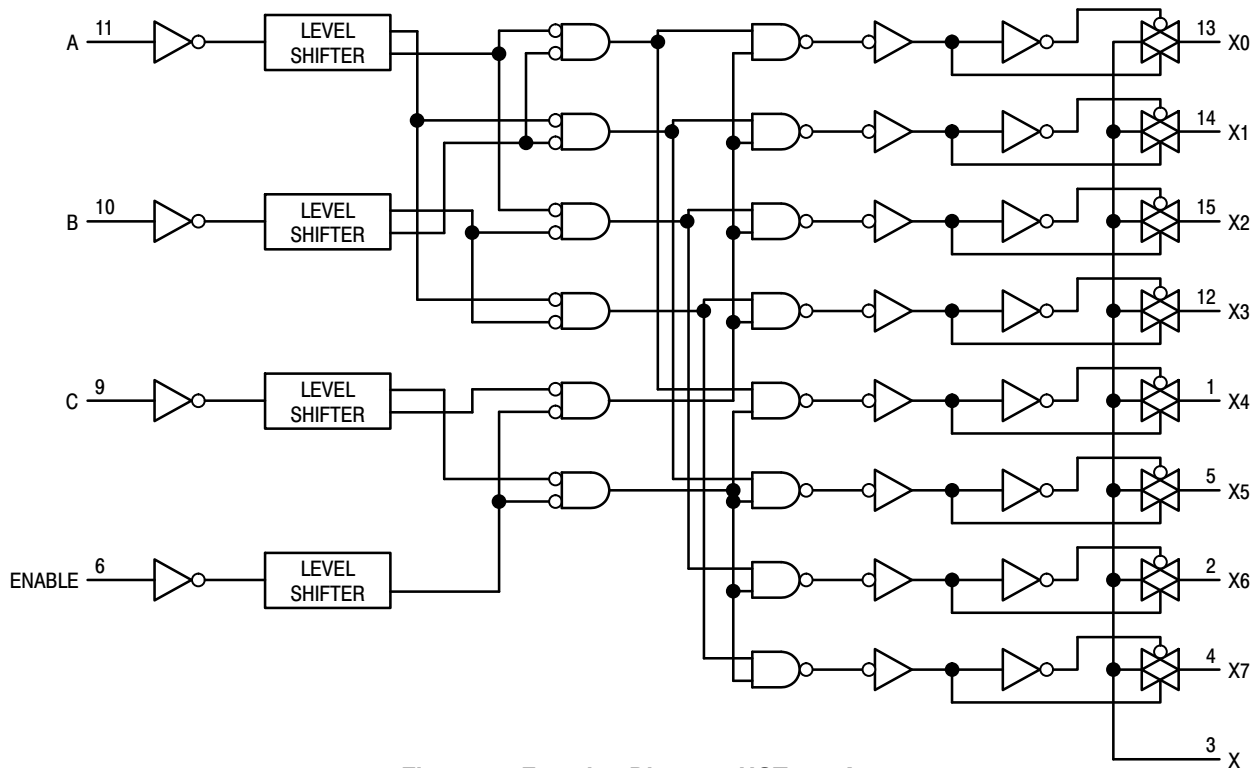 A 11 LEVEL SHIFTER 13 X0
14 X1
B 10 LEVEL SHIFTER 15 X2
12 X3
C 9 LEVEL SHIFTER 1 X4
5 X5
ENABLE 6 LEVEL SHIFTER 2 X6
4 X7
3 X